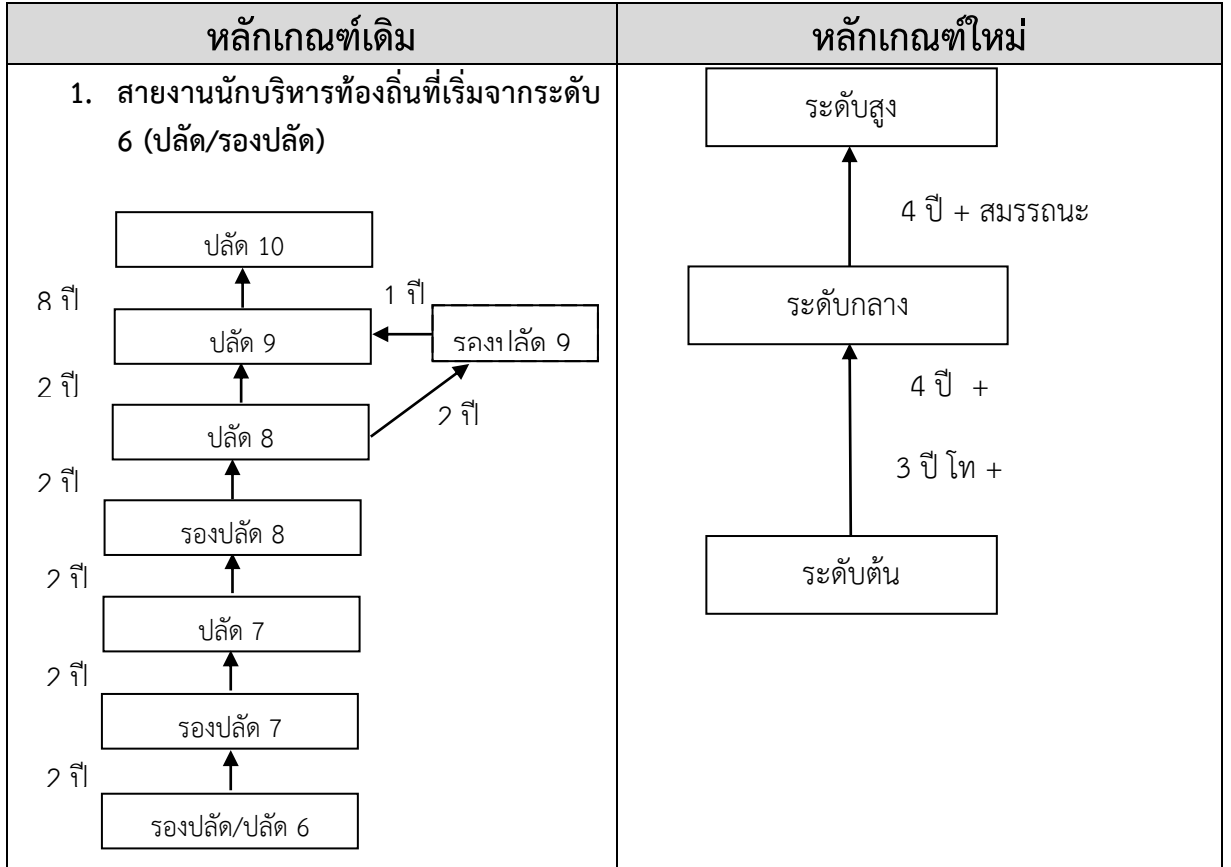 หลักเกณฑ์เดิม
หลักเกณฑ์ใหม่
1. สายงานนักบริหารท้องถิ่นที่เริ่มจากระดับ
6 (ปลัด/รองปลัด)
ปลัด 10
8 ปี
1 ปี
ปลัด 9
รองปลัด 9
2 ปี
2 ปี
ปลัด 8
2 ปี
รองปลัด 8
2 ปี
ปลัด 7
2 ปี
รองปลัด 7
2 ปี
รองปลัด/ปลัด 6
ระดับสูง
4 ปี + สมรรถนะ
ระดับกลาง
4 ปี +
3 ปี โท +
ระดับต้น